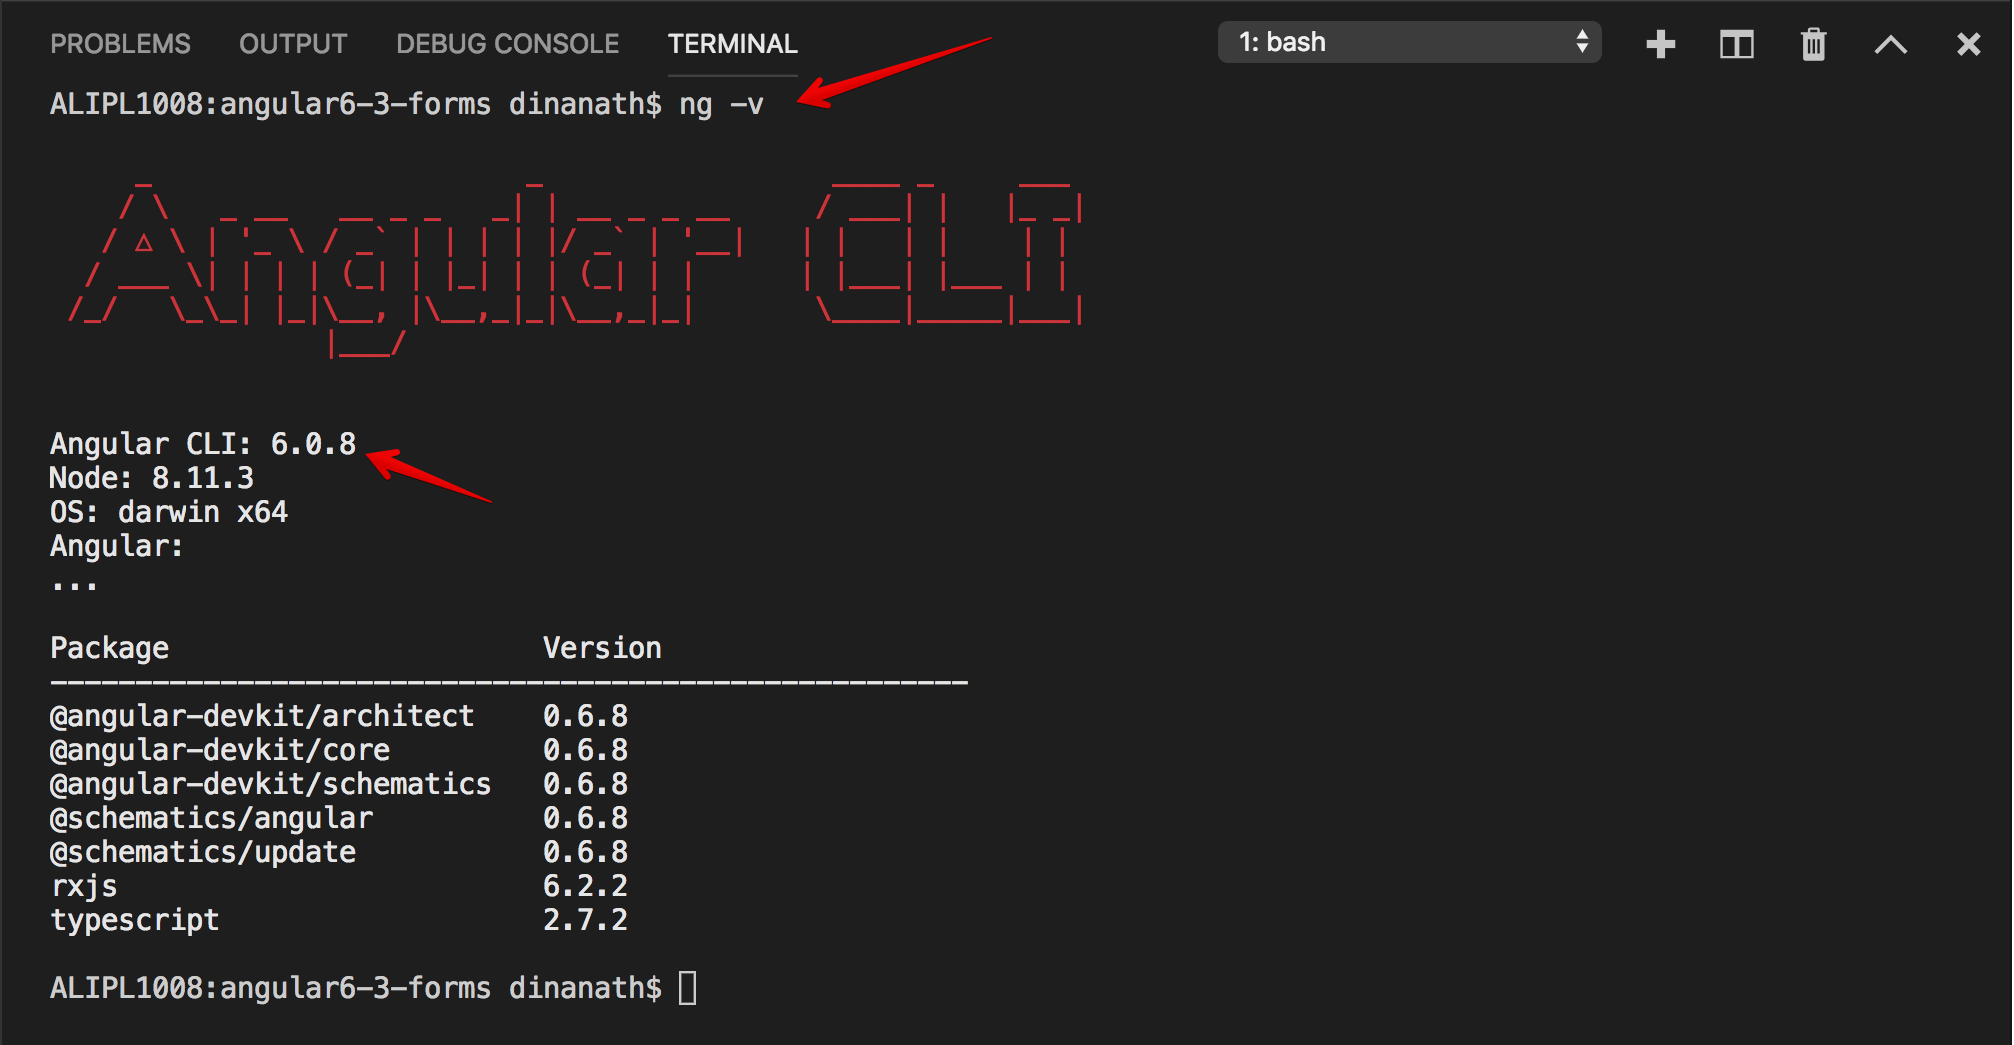 PROBLEMS OUTPUT DEBUG CONSOLE TERMINAL 1: bash
ALIPL1008:angular6-3-forms dinanath$ ng -v
Angular CLI
Angular CLI: 6.0.8
Node: 8.11.3
OS: darwin x64
Angular:
...
Package Version
------------------------------------------------------
@angular-devkit/architect 0.6.8
@angular-devkit/core 0.6.8
@angular-devkit/schematics 0.6.8
@schematics/angular 0.6.8
@schematics/update 0.6.8
rxjs 6.2.2
typescript 2.7.2
ALIPL1008:angular6-3-forms dinanath$